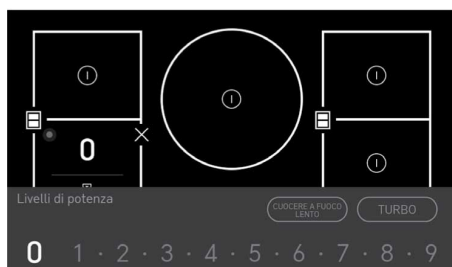 0
Livelli di potenza
CUOCERE A FUOCO
LENTO
TURBO
0 1 · 2 · 3 · 4 · 5 · 6 · 7 · 8 · 9